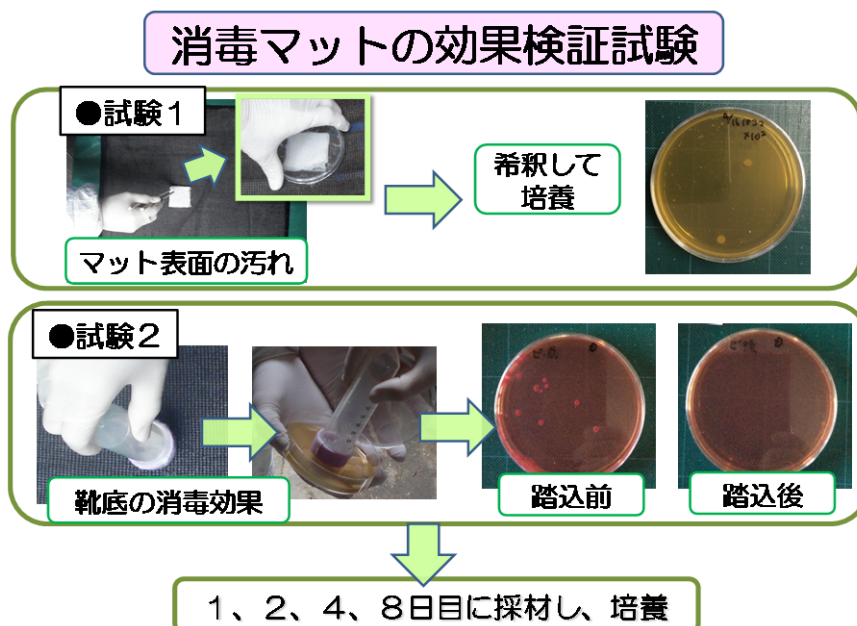 消毒マットの効果検証試験
●試験１
希釈して
培養
マット表面の汚れ
●試験２
靴底の消毒効果
踏込前
踏込後
１、２、４、８日目に採材し、培養